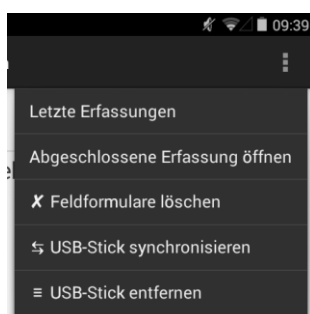 09:39
Letzte Erfassungen
Abgeschlossene Erfassung öffnen
✗ Feldformulare löschen
⇆ USB-Stick synchronisieren
≡ USB-Stick entfernen